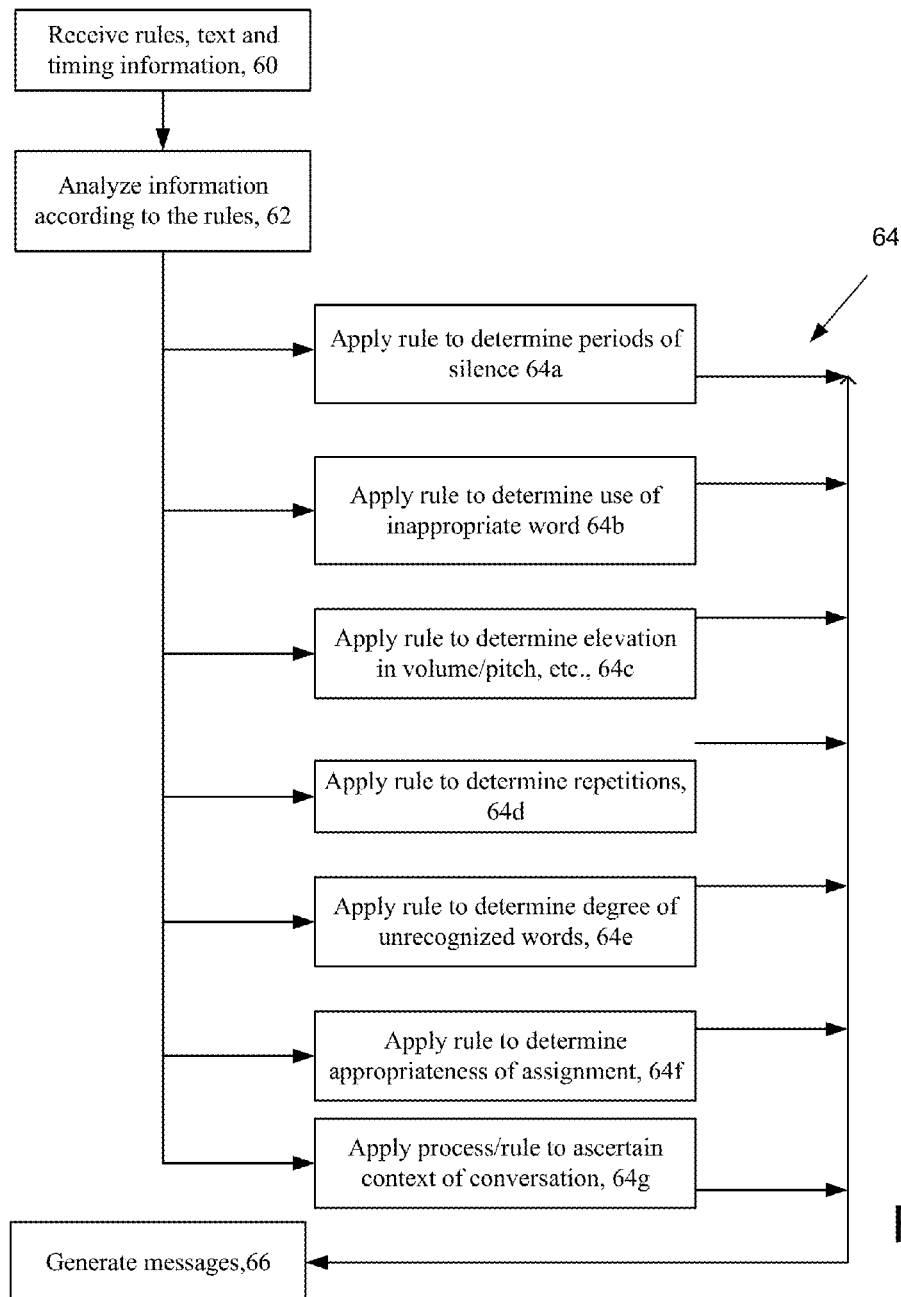 Receive rules, text and
timing information, 60
Analyze information
according to the rules, 62
64
Apply rule to determine periods of
silence 64a
Apply rule to determine use of
inappropriate word 64b
Apply rule to determine elevation
in volume/pitch, etc., 64c
Apply rule to determine repetitions,
64d
Apply rule to determine degree of
unrecognized words, 64e
Apply rule to determine
appropriateness of assignment, 64f
Apply process/rule to ascertain
context of conversation, 64g
Generate messages,66